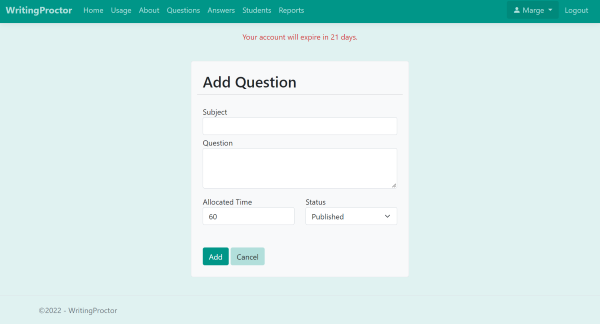 WritingProctor Home Usage About Questions Answers Students Reports Marge Logout
Your account will expire in 21 days.
Add Question
Subject
Question
Allocated Time Status
60 Published
Add Cancel
©2022 - WritingProctor